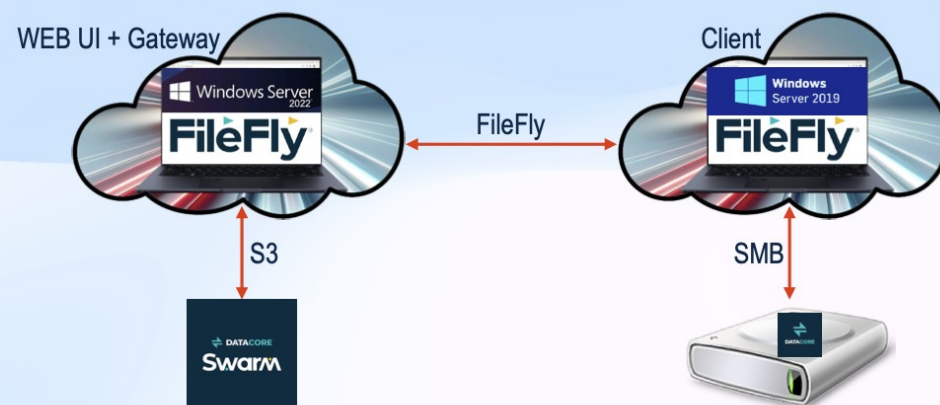 WEB UI + Gateway
Windows Server
2022
FileFly
FileFly
Client
Windows
Server 2019
FileFly
S3
SMB
DATACORE
Swarm
DATACORE